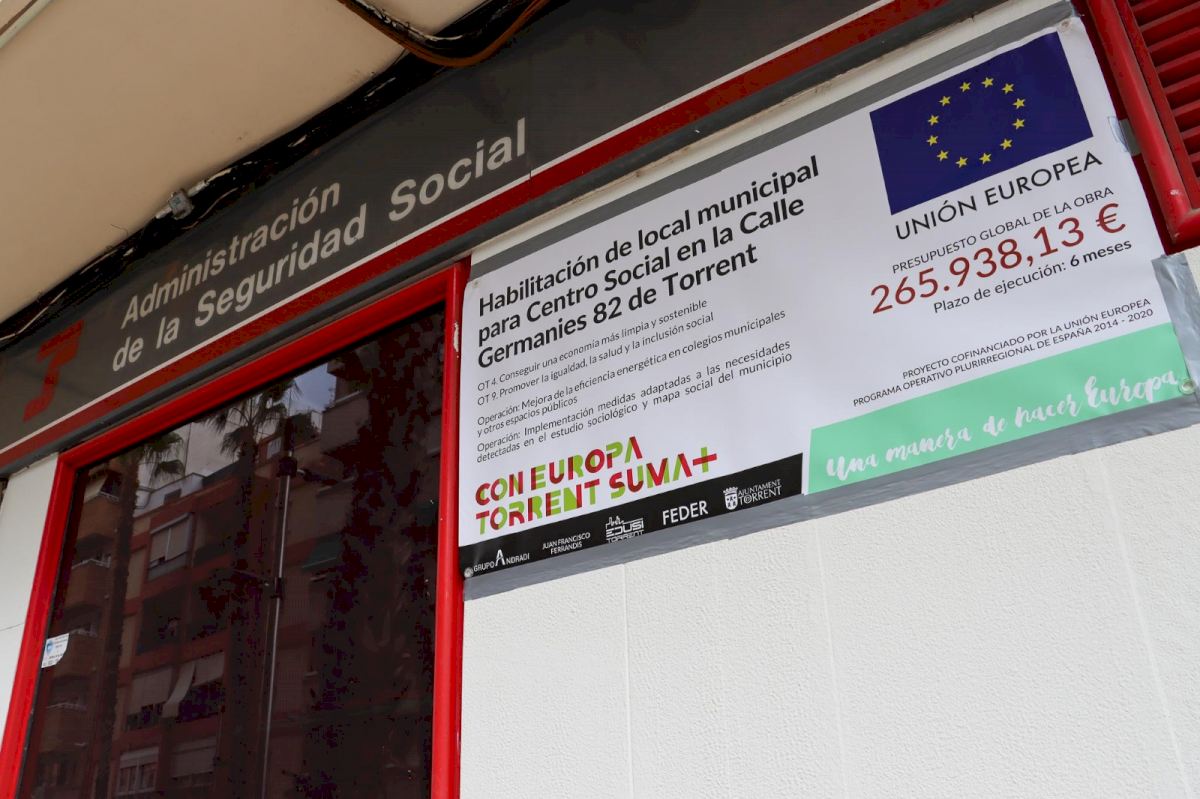 Administración
de la Seguridad Social
Habilitación de local municipal
para Centro Social en la Calle
Germanies 82 de Torrent
OT 4. Conseguir una economía más limpia y sostenible
OT 9. Promover la igualdad, la salud y la inclusión social
Operación: Mejora de la eficiencia energética en colegios municipales
y otros espacios públicos
Operación: Implementación medidas adaptadas a las necesidades
detectadas en el estudio sociológico y mapa social del municipio
CON EUROPA
TORRENT SUMA+
GRUPO ANDRADI
JUAN FRANCISCO
FERRANDIS
EDUSI
TORRENT
FEDER
AJUNTAMENT
DE TORRENT
UNIÓN EUROPEA
PRESUPUESTO GLOBAL DE LA OBRA
265.938,13 €
Plazo de ejecución: 6 meses
PROYECTO COFINANCIADO POR LA UNIÓN EUROPEA
PROGRAMA OPERATIVO PLURIRREGIONAL DE ESPAÑA 2014 - 2020
Una manera de hacer Europa